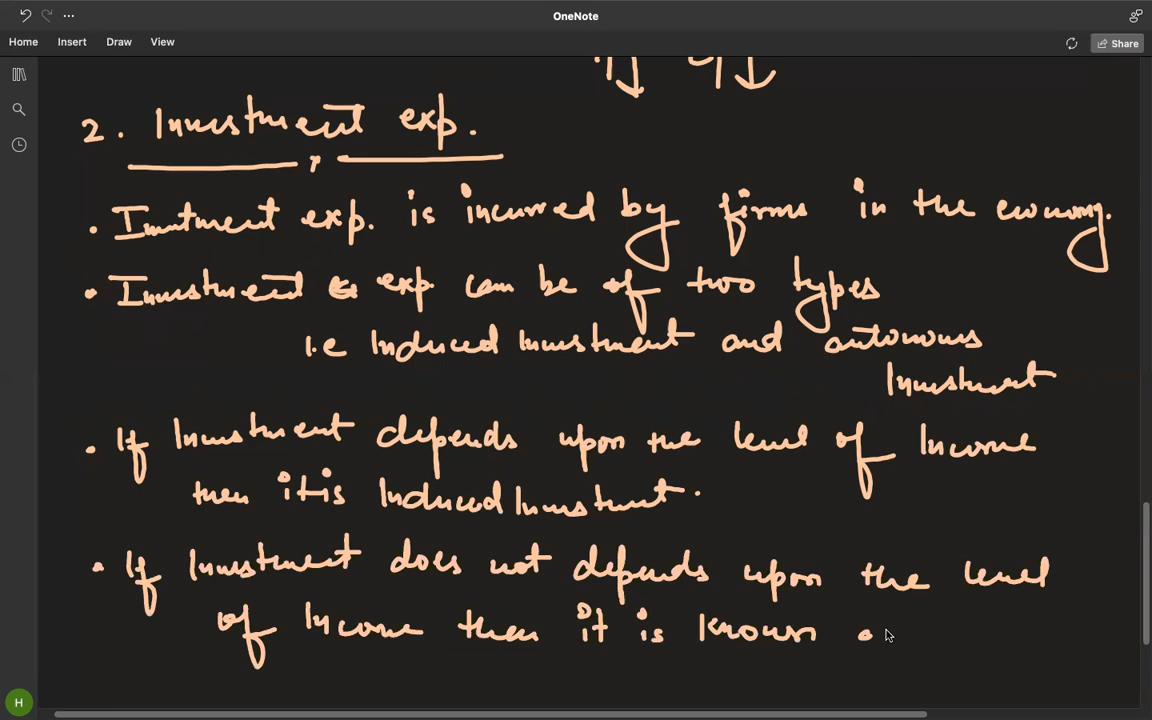 OneNote
Home Insert Draw View
Share
2. Investment exp.
• Investment exp. is incurred by firms in the economy.
• Investment exp. can be of two types
i.e Induced Investment and autonomous
Investment
• If Investment depends upon the level of Income
then it is Induced Investment.
• If Investment does not depends upon the level
of Income then it is known a
H